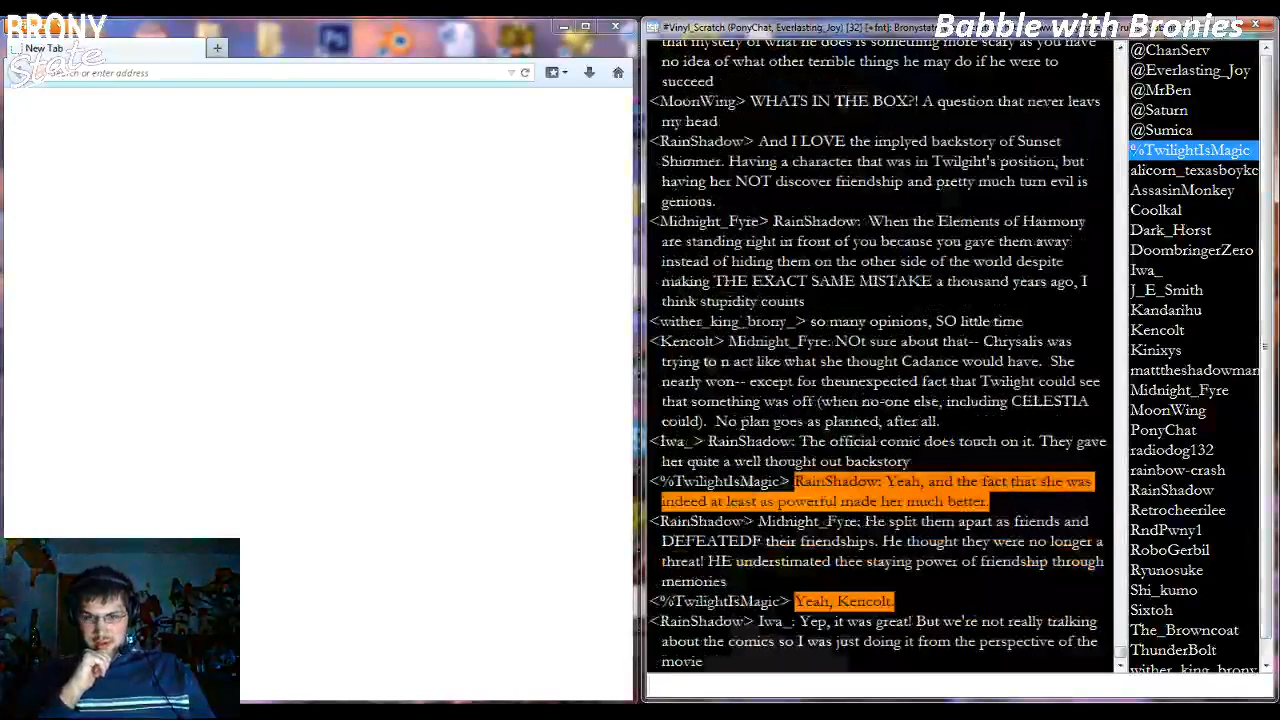 BRONY
State
Babble with Bronies
New Tab
Search or enter address
#Vinyl_Scratch (PonyChat, Everlasting_Joy) [32] [+fnt]: Bronystate
that mystery of what he does is something more scary as you have
no idea of what other terrible things he may do if he were to
succeed
<MoonWing> WHATS IN THE BOX?! A question that never leavs
my head
<RainShadow> And I LOVE the implyed backstory of Sunset
Shimmer. Having a character that was in Twilgiht's position, but
having her NOT discover friendship and pretty much turn evil is
genious.
<Midnight_Fyre> RainShadow: When the Elements of Harmony
are standing right in front of you because you gave them away
instead of hiding them on the other side of the world despite
making THE EXACT SAME MISTAKE a thousand years ago, I
think stupidity counts
<wither_king_brony_> so many opinions, SO little time
<Kencolt> Midnight_Fyre: NOt sure about that-- Chrysalis was
trying to n act like what she thought Cadance would have. She
nearly won-- except for theunexpected fact that Twilight could see
that something was off (when no-one else, including CELESTIA
could). No plan goes as planned, after all.
<Iwa_> RainShadow: The official comic does touch on it. They gave
her quite a well thought out backstory
<%TwilightIsMagic> RainShadow: Yeah, and the fact that she was
indeed at least as powerful made her much better.
<RainShadow> Midnight_Fyre: He split them apart as friends and
DEFEATEDF their friendships. He thought they were no longer a
threat! HE understimated thee staying power of friendship through
memories
<%TwilightIsMagic> Yeah, Kencolt.
<RainShadow> Iwa_: Yep, it was great! But we're not really tralking
about the comics so I was just doing it from the perspective of the
movie
@ChanServ
@Everlasting_Joy
@MrBen
@Saturn
@Sumica
%TwilightIsMagic
alicorn_texasboykc
AssasinMonkey
Coolkal
Dark_Horst
DoombringerZero
Iwa_
J_E_Smith
Kandarihu
Kencolt
Kinixys
matttheshadowman
Midnight_Fyre
MoonWing
PonyChat
radiodog132
rainbow-crash
RainShadow
Retrocheerilee
RndPwny1
RoboGerbil
Ryunosuke
Shi_kumo
Sixtoh
The_Browncoat
ThunderBolt
wither_king_brony